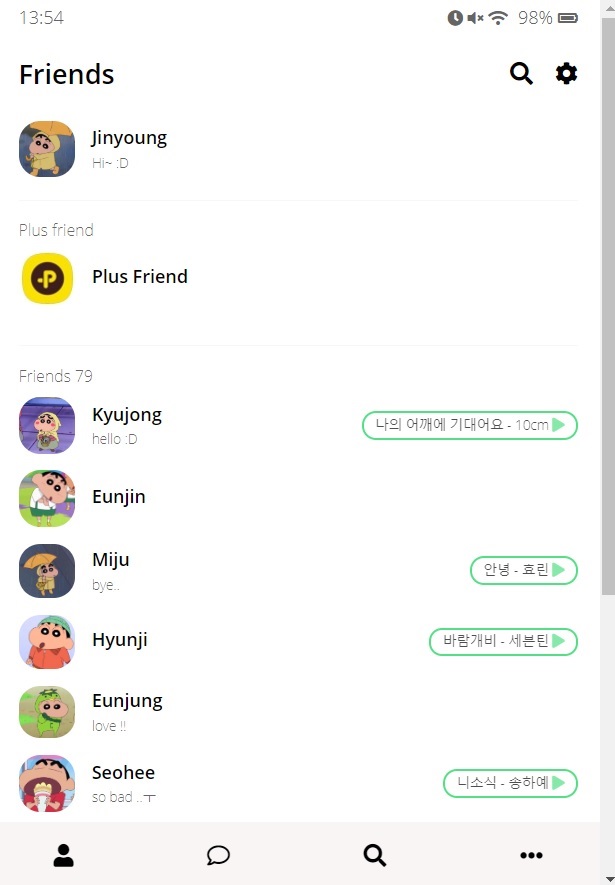 13:54
98%
Friends
Jinyoung
Hi~ :D
Plus friend
P
Plus Friend
Friends 79
Kyujong
hello :D
나의 어깨에 기대어요 - 10cm
Eunjin
Miju
bye..
안녕 - 효린
Hyunji
바람개비 - 세븐틴
Eunjung
love !!
Seohee
so bad ..ㅜ
니소식 - 송하예